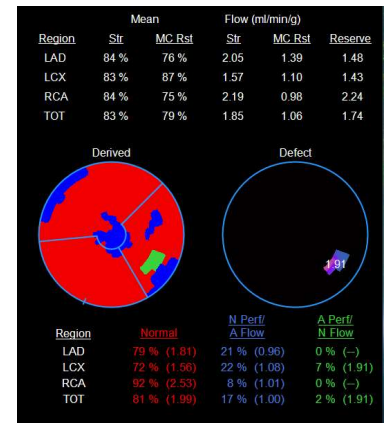 Mean Flow (ml/min/g)
Region Str MC Rst Str MC Rst Reserve
LAD 84 % 76 % 2.05 1.39 1.48
LCX 83 % 87 % 1.57 1.10 1.43
RCA 84 % 75 % 2.19 0.98 2.24
TOT 83 % 79 % 1.85 1.06 1.74
Derived Defect
1.91
N Perf/ A Perf/
Region Normal A Flow N Flow
LAD 79 % (1.81) 21 % (0.96) 0 % (--)
LCX 72 % (1.56) 22 % (1.08) 7 % (1.91)
RCA 92 % (2.53) 8 % (1.01) 0 % (--)
TOT 81 % (1.99) 17 % (1.00) 2 % (1.91)